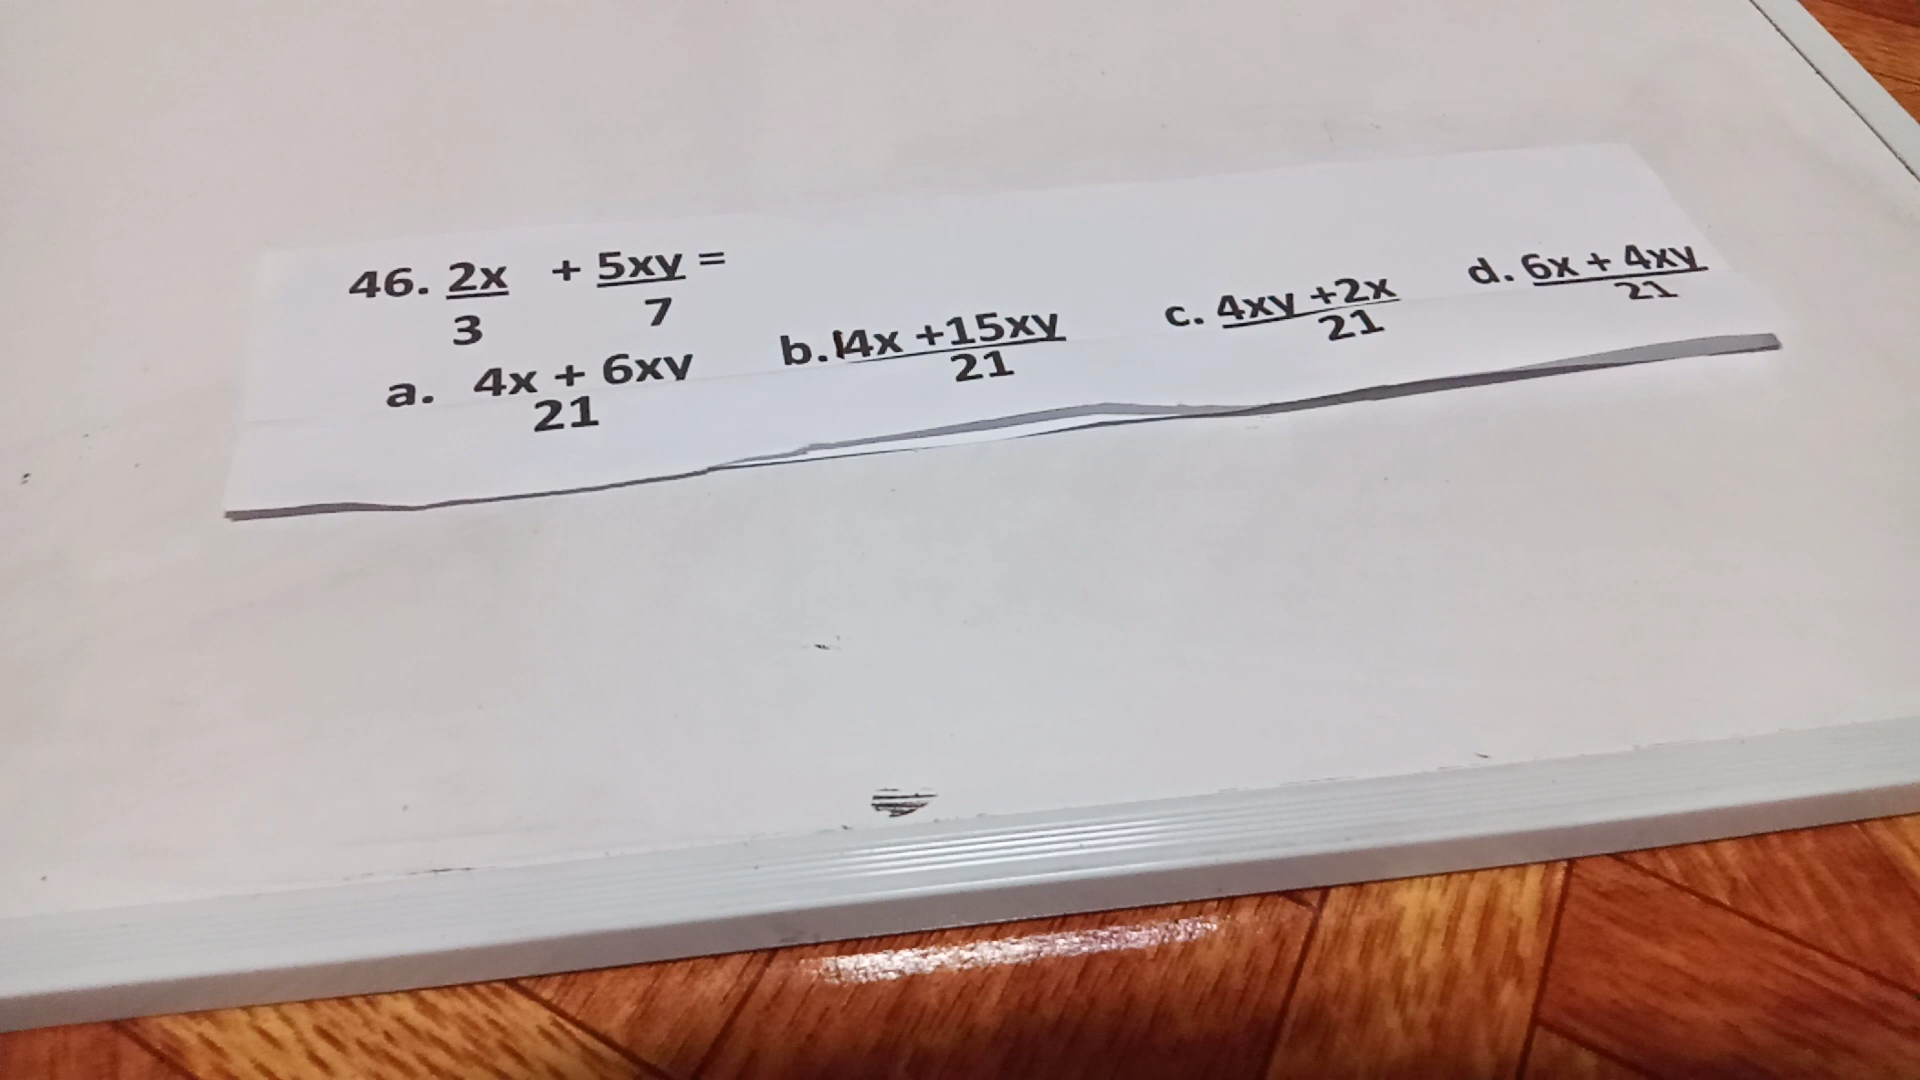 46. 2x + 5xy =
3 7
a. 4x + 6xy b.14x +15xy c. 4xy +2x d. 6x + 4xy
21 21 21 21